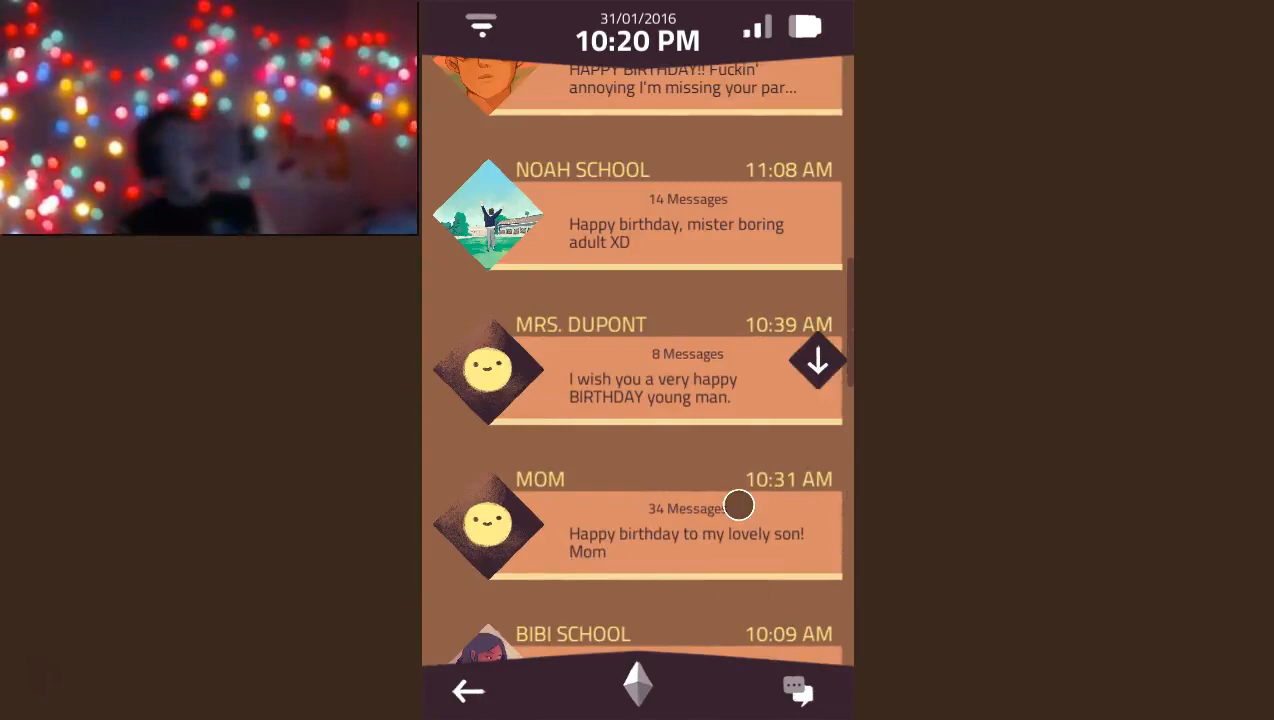 31/01/2016
10:20 PM
HAPPY BIRTHDAY!! Fuckin'
annoying I'm missing your par...
NOAH SCHOOL 11:08 AM
14 Messages
Happy birthday, mister boring
adult XD
MRS. DUPONT 10:39 AM
8 Messages
I wish you a very happy
BIRTHDAY young man.
MOM 10:31 AM
34 Messages
Happy birthday to my lovely son!
Mom
BIBI SCHOOL 10:09 AM